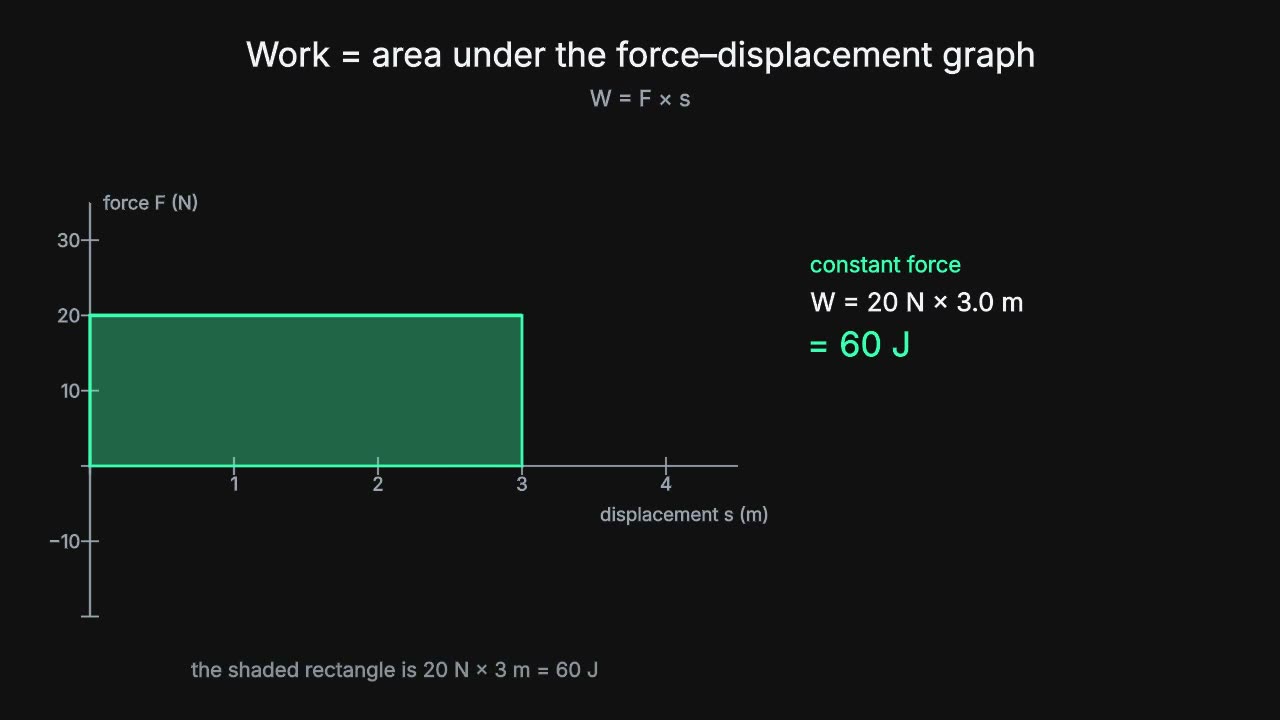 Work = area under the force–displacement graph
W = F × s
force F (N)
30
20
10
−10
1 2 3 4
displacement s (m)
constant force
W = 20 N × 3.0 m
= 60 J
the shaded rectangle is 20 N × 3 m = 60 J